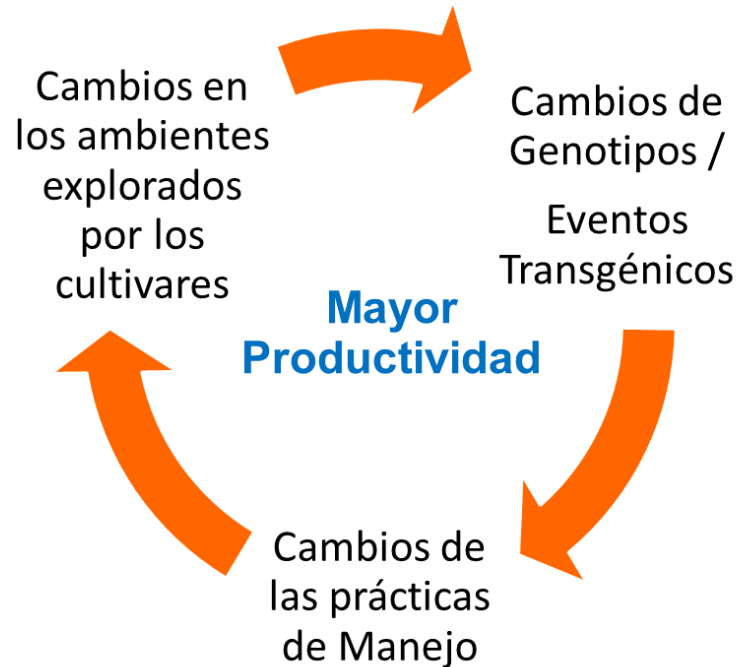 Cambios en
los ambientes
explorados
por los
cultivares
Cambios de
Genotipos /
Eventos
Transgénicos
Mayor
Productividad
Cambios de
las prácticas
de Manejo